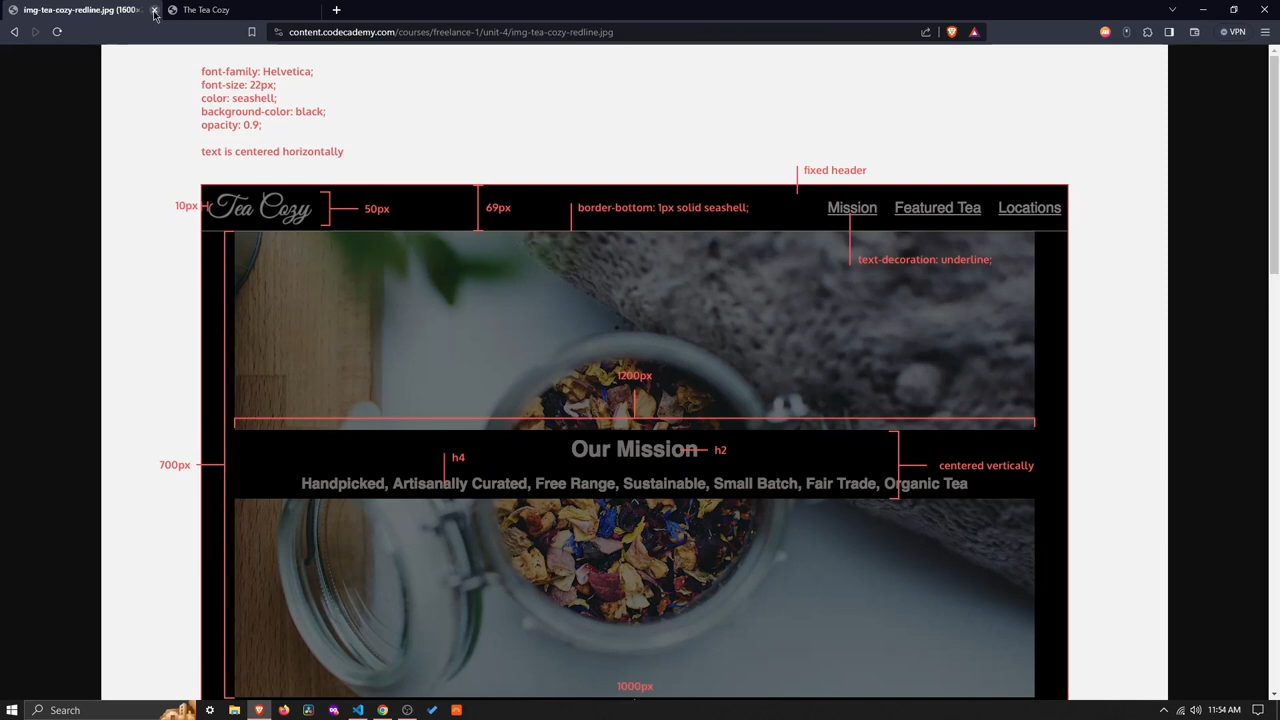 img-tea-cozy-redline.jpg (1600×
The Tea Cozy
content.codecademy.com/courses/freelance-1/unit-4/img-tea-cozy-redline.jpg
VPN
font-family: Helvetica;
font-size: 22px;
color: seashell;
background-color: black;
opacity: 0.9;
text is centered horizontally
fixed header
10px
Tea Cozy
50px
69px
border-bottom: 1px solid seashell;
Mission
Featured Tea
Locations
text-decoration: underline;
1200px
Our Mission
h2
h4
700px
centered vertically
Handpicked, Artisanally Curated, Free Range, Sustainable, Small Batch, Fair Trade, Organic Tea
1000px
Search
11:54 AM